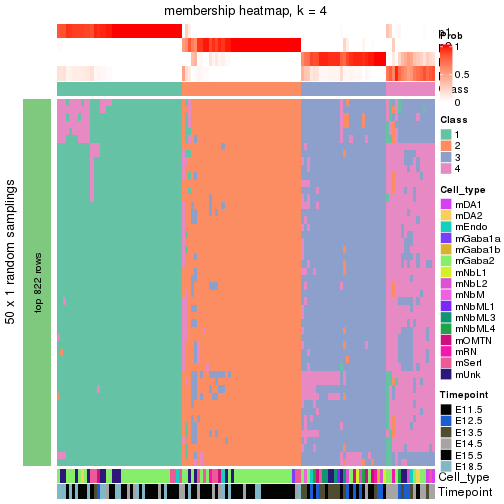 membership heatmap, k = 4
p1
Prob
1
0.5
0
Class
1
2
3
4
Cell_type
mDA1
mDA2
mEndo
mGaba1a
mGaba1b
mGaba2
mNbL1
mNbL2
mNbM
mNbML1
mNbML3
mNbML4
mOMTN
mRN
mSert
mUnk
Timepoint
E11.5
E12.5
E13.5
E14.5
E15.5
E18.5
50 x 1 random samplings
top 822 rows
Cell_type
Timepoint